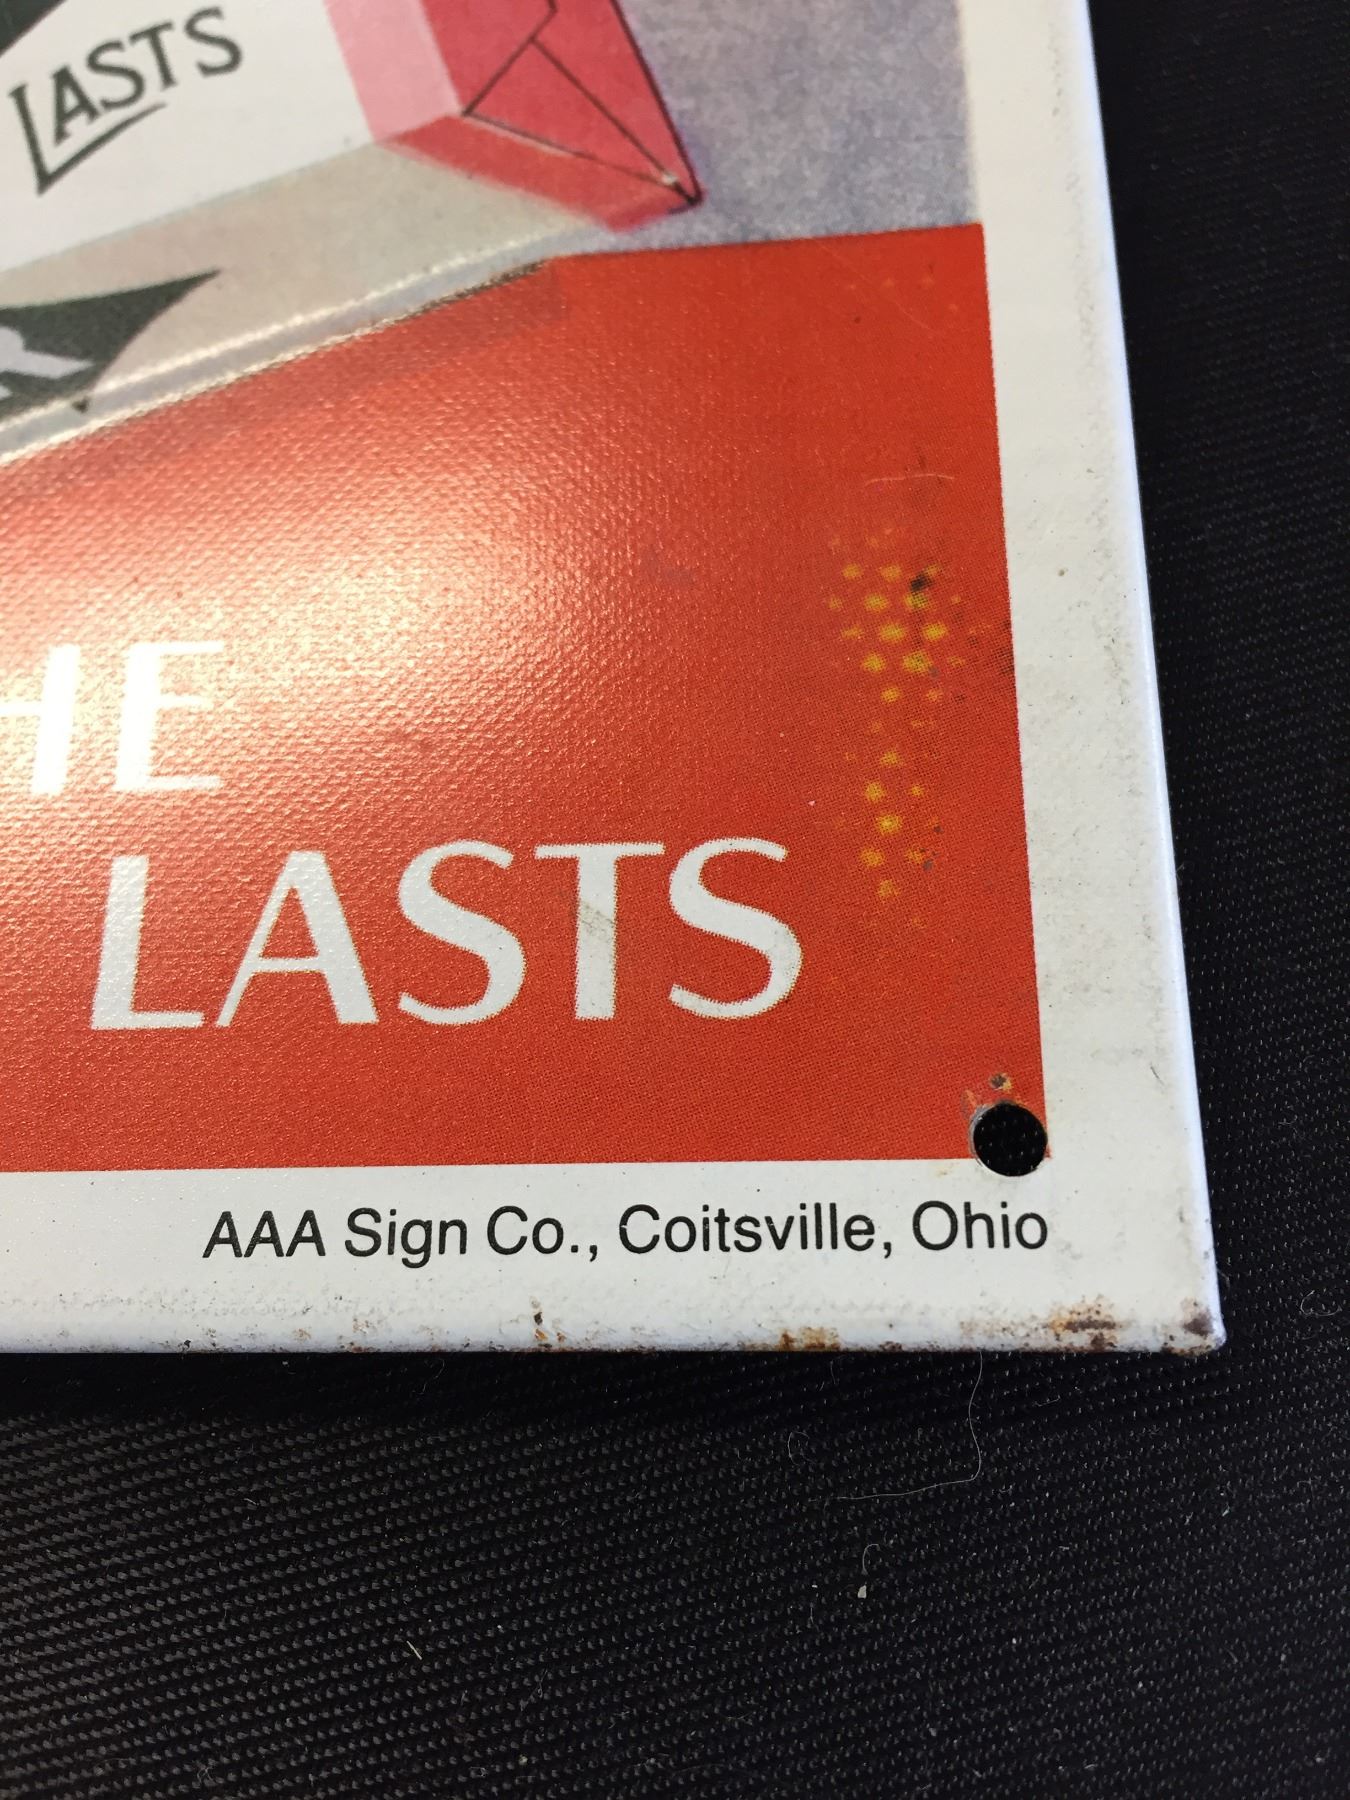 LASTS
HE
LASTS
AAA Sign Co., Coitsville, Ohio